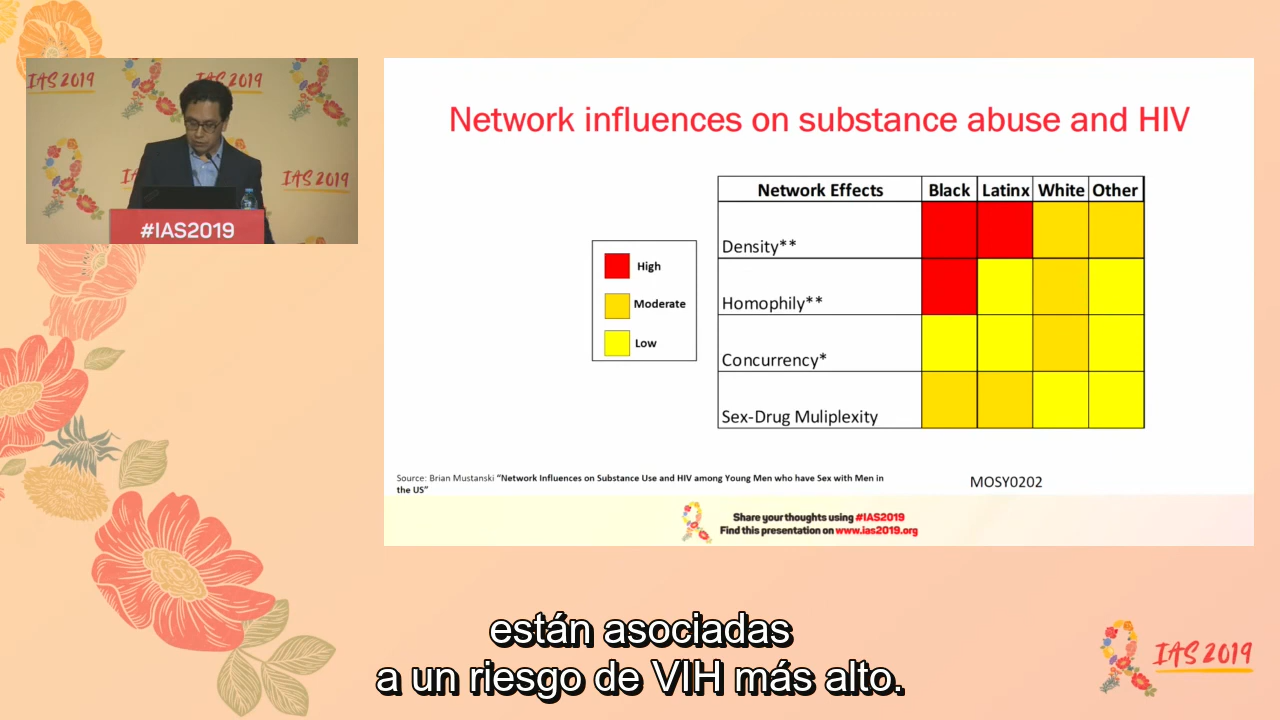 IAS 2019
IAS 2019
IAS 2019
#IAS2019
Network influences on substance abuse and HIV
High
Moderate
Low
Network Effects Black Latinx White Other
Density**
Homophily**
Concurrency*
Sex-Drug Muliplexity
Source: Brian Mustanski “Network Influences on Substance Use and HIV among Young Men who have Sex with Men in
the US”
MOSY0202
Share your thoughts using #IAS2019
Find this presentation on www.ias2019.org
están asociadas
a un riesgo de VIH más alto.
IAS 2019